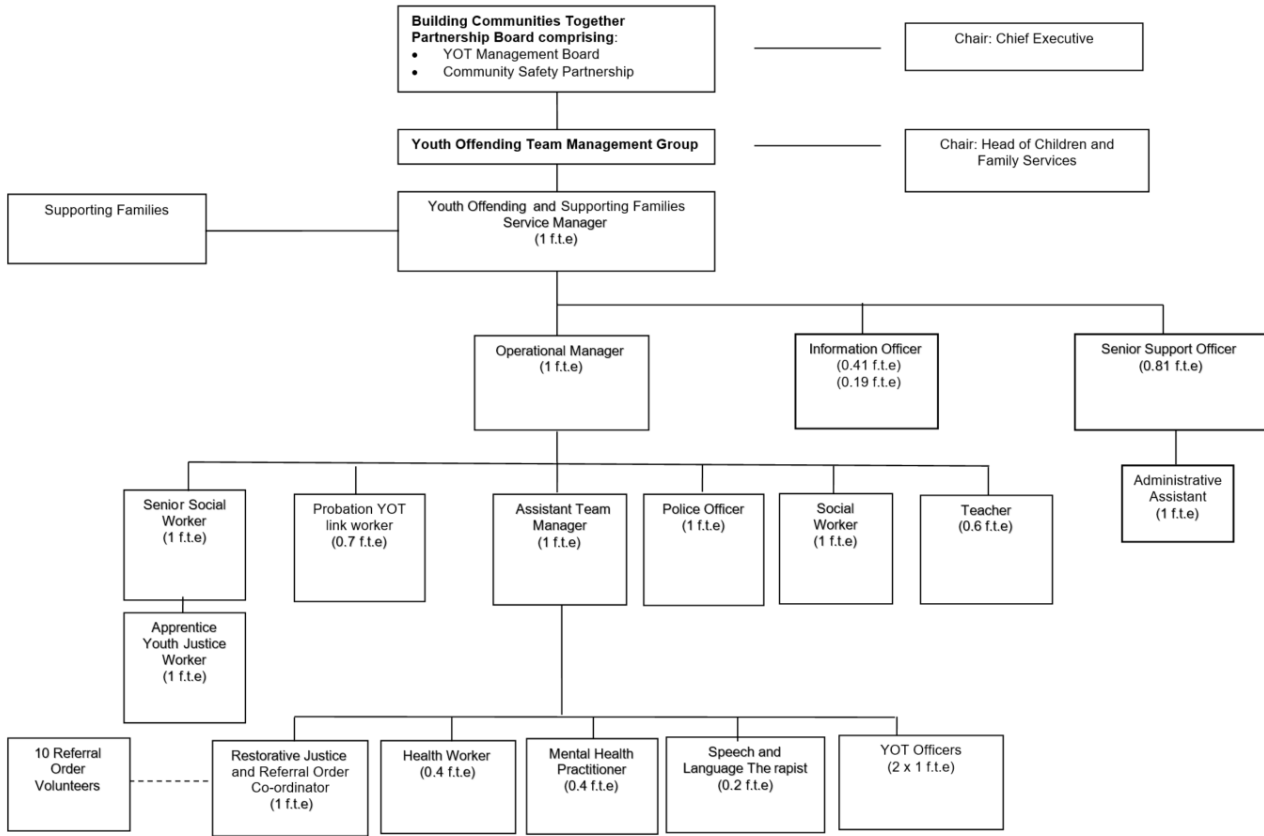 Building Communities Together
Partnership Board comprising:
• YOT Management Board
• Community Safety Partnership
Chair: Chief Executive
Youth Offending Team Management Group
Chair: Head of Children and
Family Services
Supporting Families
Youth Offending and Supporting Families
Service Manager
(1 f.t.e)
Operational Manager
(1 f.t.e)
Information Officer
(0.41 f.t.e)
(0.19 f.t.e)
Senior Support Officer
(0.81 f.t.e)
Senior Social
Worker
(1 f.t.e)
Probation YOT
link worker
(0.7 f.t.e)
Assistant Team
Manager
(1 f.t.e)
Police Officer
(1 f.t.e)
Social
Worker
(1 f.t.e)
Teacher
(0.6 f.t.e)
Administrative
Assistant
(1 f.t.e)
Apprentice
Youth Justice
Worker
(1 f.t.e)
10 Referral
Order
Volunteers
Restorative Justice
and Referral Order
Co-ordinator
(1 f.t.e)
Health Worker
(0.4 f.t.e)
Mental Health
Practitioner
(0.4 f.t.e)
Speech and
Language The rapist
(0.2 f.t.e)
YOT Officers
(2 x 1 f.t.e)